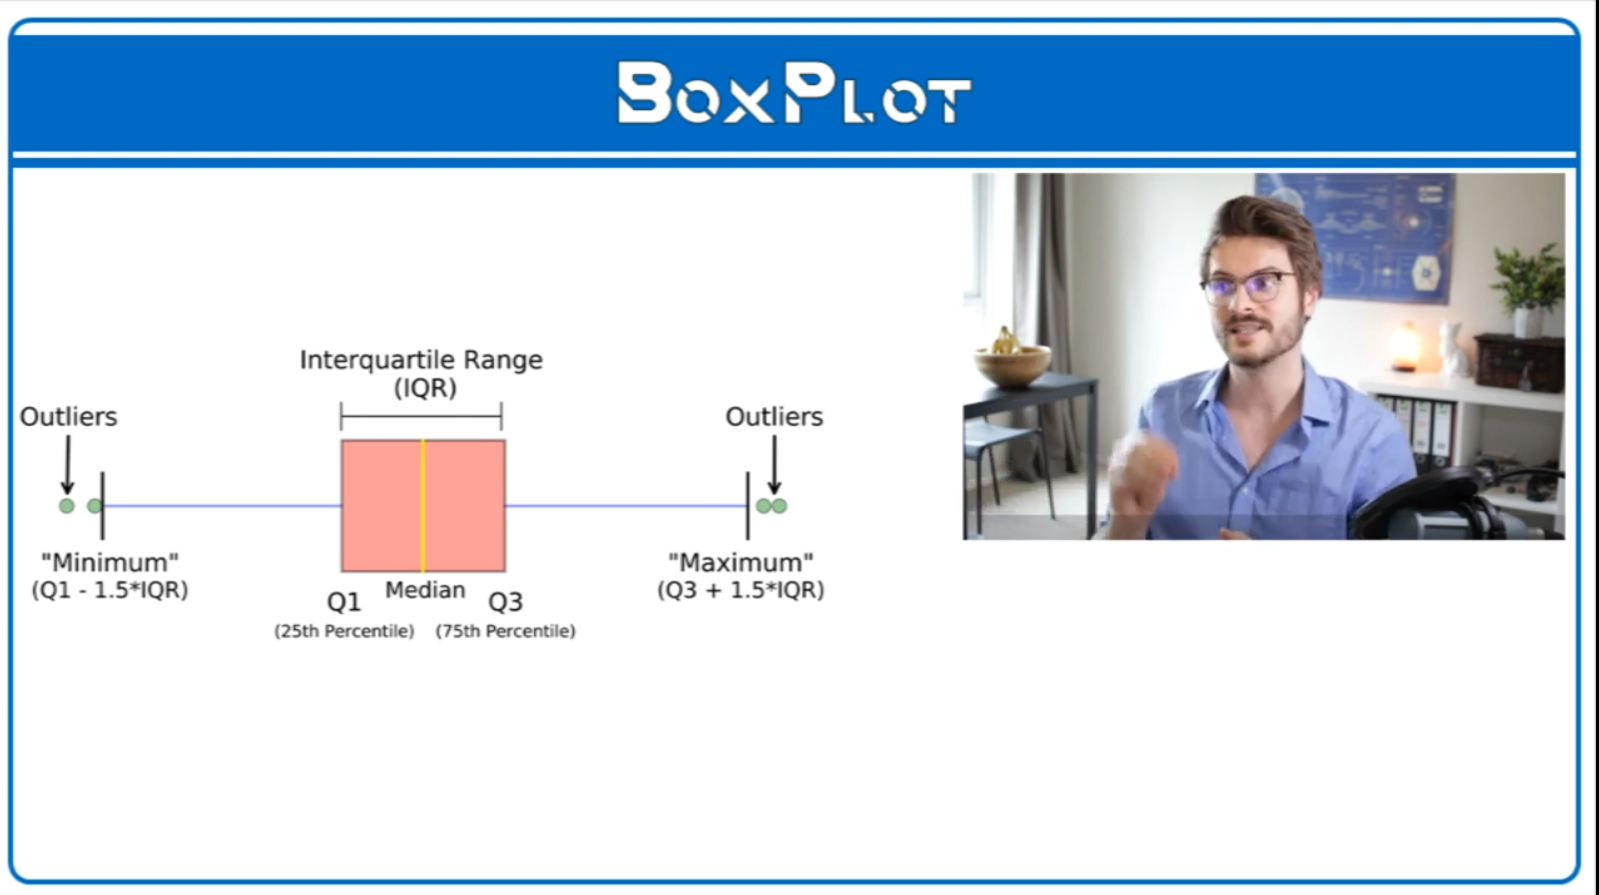 BoxPlot
Interquartile Range
(IQR)
Outliers
Outliers
"Minimum"
(Q1 - 1.5*IQR)
"Maximum"
(Q3 + 1.5*IQR)
Q1
Median
Q3
(25th Percentile)
(75th Percentile)